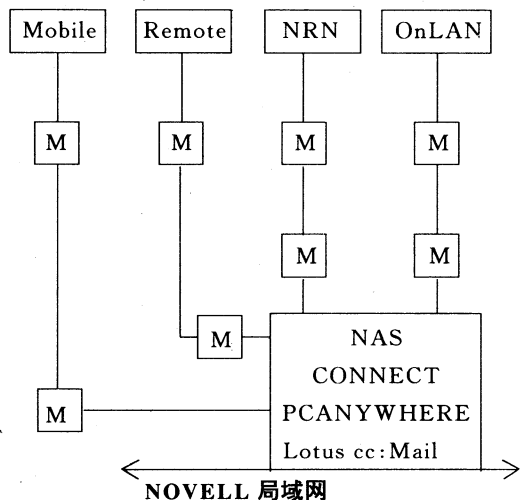 Mobile
Remote
NRN
OnLAN
M
M
M
M
M
M
M
NAS
CONNECT
M
PCANYWHERE
Lotus cc:Mail
NOVELL 局域网